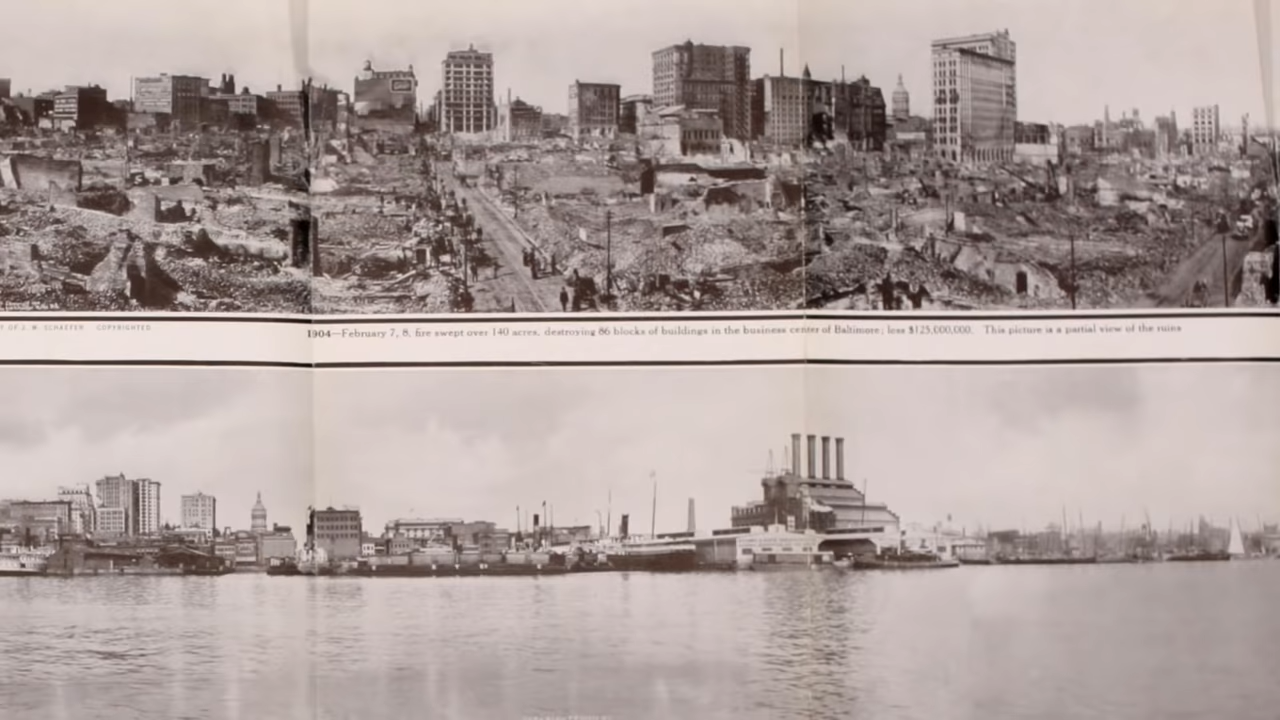 T OF J. W. SCHAEFER COPYRIGHTED
1904—February 7, 8, fire swept over 140 acres, destroying 86 blocks of buildings in the business center of Baltimore; loss $125,000,000. This picture is a partial view of the ruins